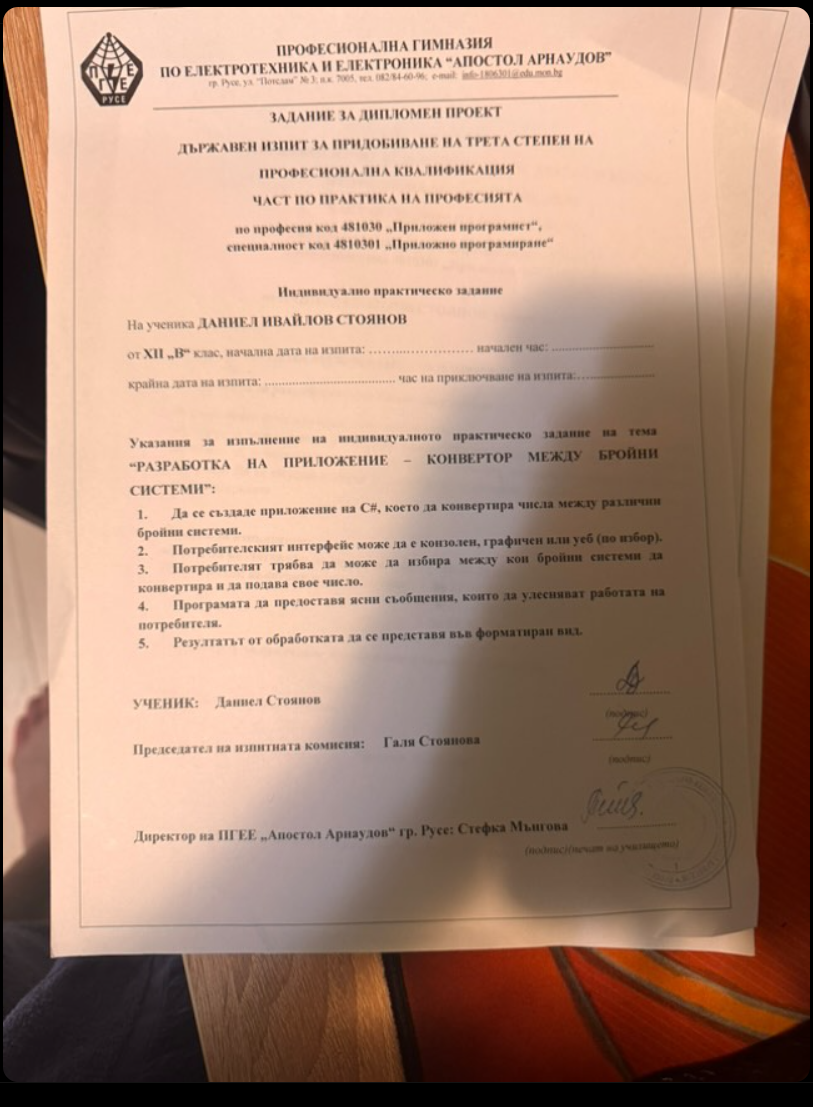 ПРОФЕСИОНАЛНА ГИМНАЗИЯ
ПО ЕЛЕКТРОТЕХНИКА И ЕЛЕКТРОНИКА “АПОСТОЛ АРНАУДОВ”
гр. Русе, ул. “Потсдам” № 3; п.к. 7005, тел. 082/84-60-96; e-mail: info-1806301@edu.mon.bg
П Е
Г Е
РУСЕ
ЗАДАНИЕ ЗА ДИПЛОМЕН ПРОЕКТ
ДЪРЖАВЕН ИЗПИТ ЗА ПРИДОБИВАНЕ НА ТРЕТА СТЕПЕН НА
ПРОФЕСИОНАЛНА КВАЛИФИКАЦИЯ
ЧАСТ ПО ПРАКТИКА НА ПРОФЕСИЯТА
по професия код 481030 „Приложен програмист“,
специалност код 4810301 „Приложно програмиране“
Индивидуално практическо задание
На ученика ДАНИЕЛ ИВАЙЛОВ СТОЯНОВ
от XII „В“ клас, начална дата на изпита: ........................ начален час: ........................
крайна дата на изпита: ................................ час на приключване на изпита: ....................
Указания за изпълнение на индивидуалното практическо задание на тема
“РАЗРАБОТКА НА ПРИЛОЖЕНИЕ – КОНВЕРТОР МЕЖДУ БРОЙНИ
СИСТЕМИ”:
1. Да се създаде приложение на C#, което да конвертира числа между различни
бройни системи.
2. Потребителският интерфейс може да е конзолен, графичен или уеб (по избор).
3. Потребителят трябва да може да избира между кои бройни системи да
конвертира и да подава свое число.
4. Програмата да предоставя ясни съобщения, които да улесняват работата на
потребителя.
5. Резултатът от обработката да се представя във форматиран вид.
УЧЕНИК: Даниел Стоянов
(подпис)
Председател на изпитната комисия: Галя Стоянова
(подпис)
Директор на ПГЕЕ „Апостол Арнаудов“ гр. Русе: Стефка Мънгова
(подпис)(печат на училището)